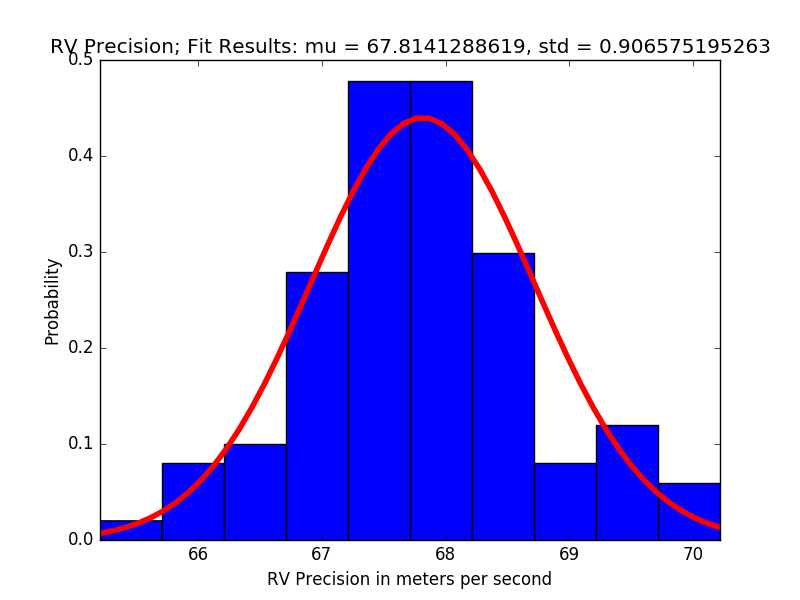 RV Precision; Fit Results: mu = 67.8141288619, std = 0.906575195263
0.5
0.4
0.3
0.2
0.1
0.0
Probability
66 67 68 69 70
RV Precision in meters per second